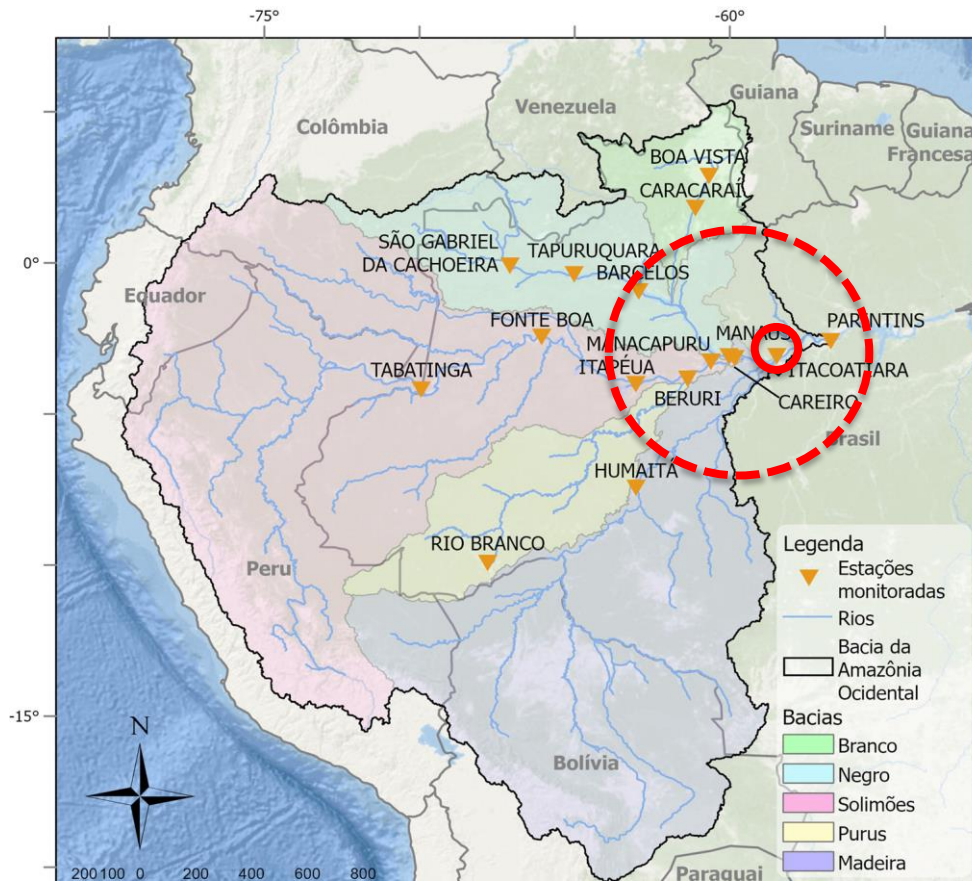 -75°
-60°
Guiana
Venezuela
Colômbia
Suriname
Guiana
Francesa
BOA VISTA
CARACARAÍ
SÃO GABRIEL
DA CACHOEIRA
TAPURUQUARA
BARCELOS
0°
Equador
FONTE BOA
MANAUS
PARINTINS
MANACAPURU
TABATINGA
ITAPÉUA
ITACOATIARA
BERURI
CAREIRO
Brasil
HUMAITÁ
RIO BRANCO
Peru
Legenda
Estações
monitoradas
Rios
Bacia da
Amazônia
Ocidental
-15°
Bacias
N
Branco
Bolívia
Negro
Solimões
Purus
200 100 0 200 400 600 800
Paraguai
Madeira